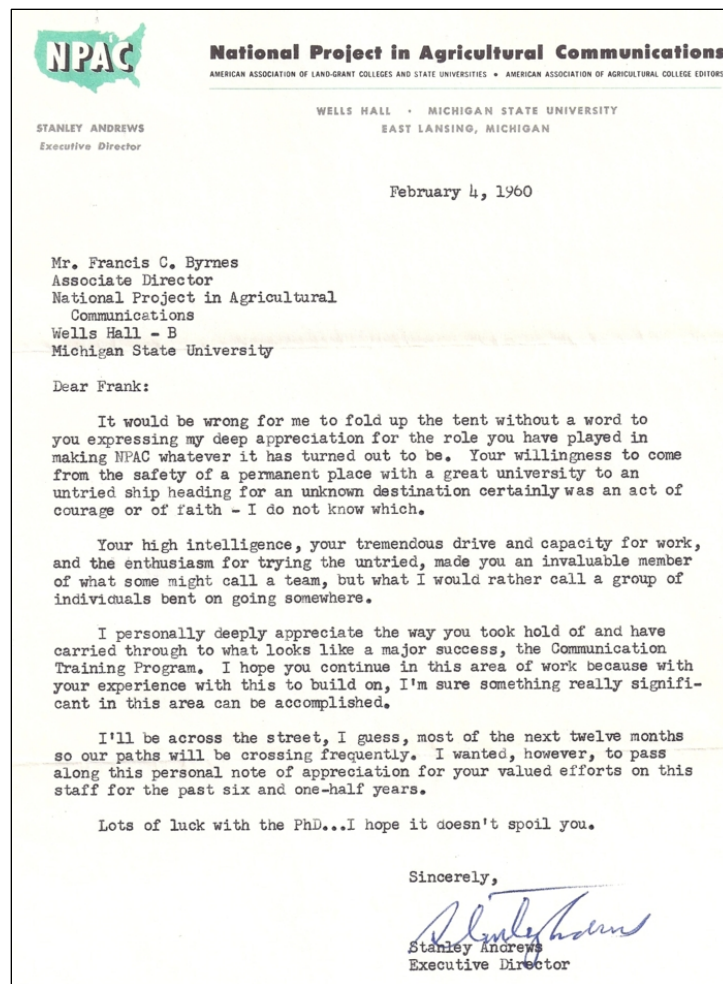 NPAC
National Project in Agricultural Communications
AMERICAN ASSOCIATION OF LAND-GRANT COLLEGES AND STATE UNIVERSITIES • AMERICAN ASSOCIATION OF AGRICULTURAL COLLEGE EDITORS
WELLS HALL · MICHIGAN STATE UNIVERSITY
EAST LANSING, MICHIGAN
STANLEY ANDREWS
Executive Director
February 4, 1960
Mr. Francis C. Byrnes
Associate Director
National Project in Agricultural
Communications
Wells Hall - B
Michigan State University
Dear Frank:
It would be wrong for me to fold up the tent without a word to
you expressing my deep appreciation for the role you have played in
making NPAC whatever it has turned out to be. Your willingness to come
from the safety of a permanent place with a great university to an
untried ship heading for an unknown destination certainly was an act of
courage or of faith - I do not know which.
Your high intelligence, your tremendous drive and capacity for work,
and the enthusiasm for trying the untried, made you an invaluable member
of what some might call a team, but what I would rather call a group of
individuals bent on going somewhere.
I personally deeply appreciate the way you took hold of and have
carried through to what looks like a major success, the Communication
Training Program. I hope you continue in this area of work because with
your experience with this to build on, I'm sure something really signifi-
cant in this area can be accomplished.
I'll be across the street, I guess, most of the next twelve months
so our paths will be crossing frequently. I wanted, however, to pass
along this personal note of appreciation for your valued efforts on this
staff for the past six and one-half years.
Lots of luck with the PhD...I hope it doesn't spoil you.
Sincerely,
Stanley Andrews
Stanley Andrews
Executive Director